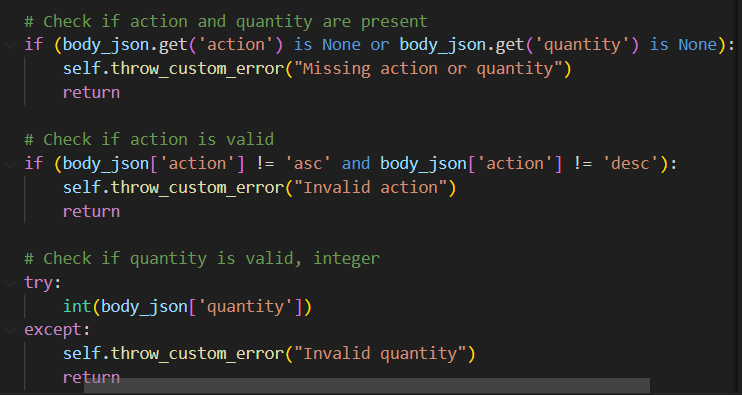 # Check if action and quantity are present
if (body_json.get('action') is None or body_json.get('quantity') is None):
    self.throw_custom_error("Missing action or quantity")
    return

# Check if action is valid
if (body_json['action'] != 'asc' and body_json['action'] != 'desc'):
    self.throw_custom_error("Invalid action")
    return

# Check if quantity is valid, integer
try:
    int(body_json['quantity'])
except:
    self.throw_custom_error("Invalid quantity")
    return